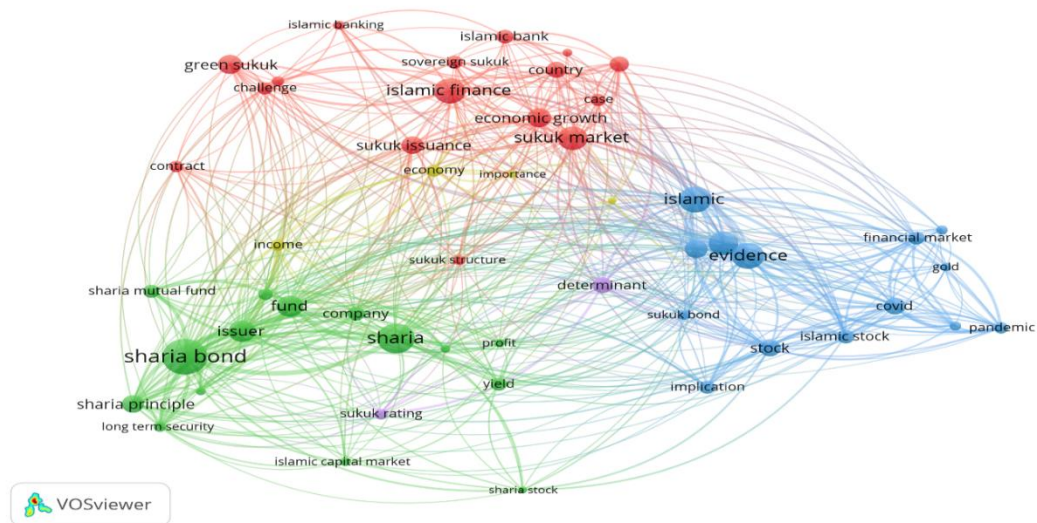 islamic banking
islamic bank
green sukuk
sovereign sukuk
country
challenge
islamic finance
case
economic growth
sukuk market
sukuk issuance
contract
economy
importance
islamic
income
financial market
evidence
sukuk structure
gold
sharia mutual fund
determinant
fund
company
sukuk bond
covid
issuer
sharia
profit
islamic stock
pandemic
sharia bond
stock
yield
implication
sharia principle
sukuk rating
long term security
islamic capital market
sharia stock
VOSviewer